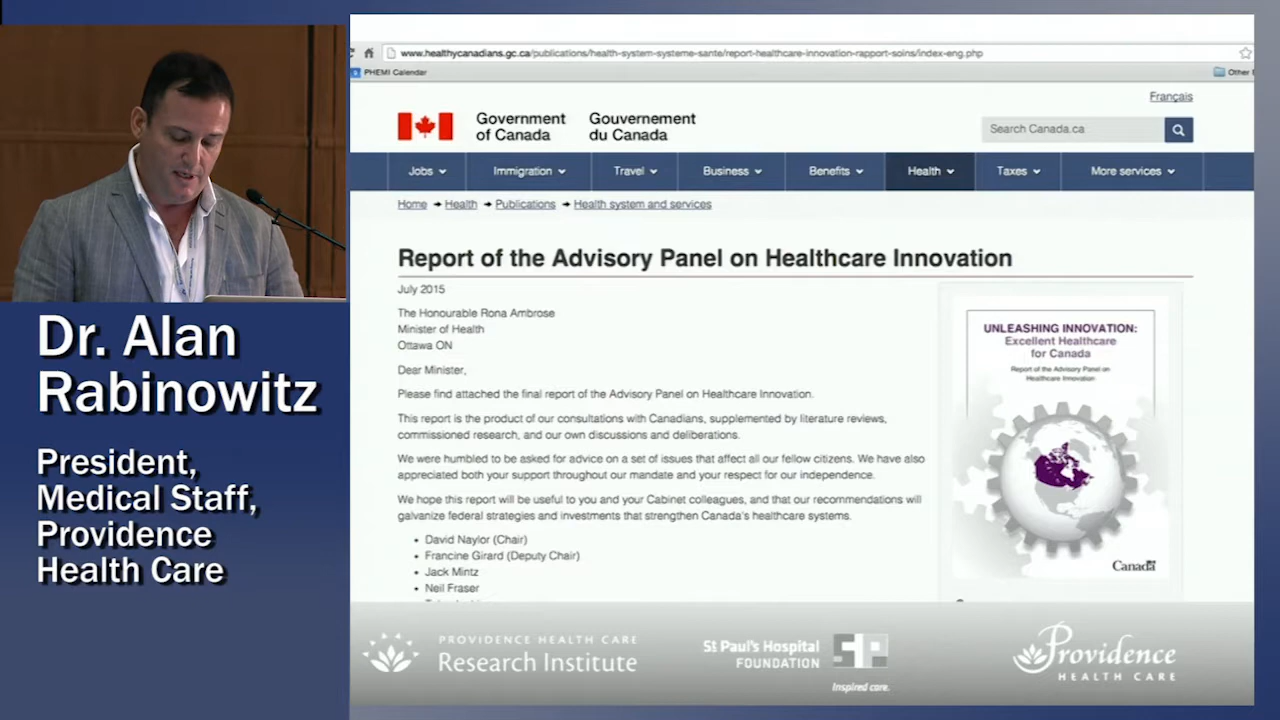 Dr. Alan
Rabinowitz
President,
Medical Staff,
Providence
Health Care
www.healthycanadians.gc.ca/publications/health-system-systeme-sante/report-healthcare-innovation-rapport-soins/index-eng.php
PHEMI Calendar
Other
Français
Government
of Canada
Gouvernement
du Canada
Search Canada.ca
Jobs Immigration Travel Business Benefits Health Taxes More services
Home → Health → Publications → Health system and services
Report of the Advisory Panel on Healthcare Innovation
July 2015
The Honourable Rona Ambrose
Minister of Health
Ottawa ON
Dear Minister,
Please find attached the final report of the Advisory Panel on Healthcare Innovation.
This report is the product of our consultations with Canadians, supplemented by literature reviews,
commissioned research, and our own discussions and deliberations.
We were humbled to be asked for advice on a set of issues that affect all our fellow citizens. We have also
appreciated both your support throughout our mandate and your respect for our independence.
We hope this report will be useful to you and your Cabinet colleagues, and that our recommendations will
galvanize federal strategies and investments that strengthen Canada's healthcare systems.
• David Naylor (Chair)
• Francine Girard (Deputy Chair)
• Jack Mintz
• Neil Fraser
UNLEASHING INNOVATION:
Excellent Healthcare
for Canada
Report of the Advisory Panel on
Healthcare Innovation
Canada
PROVIDENCE HEALTH CARE
Research Institute
St Paul's Hospital
FOUNDATION
SP
Inspired care.
Providence
HEALTH CARE